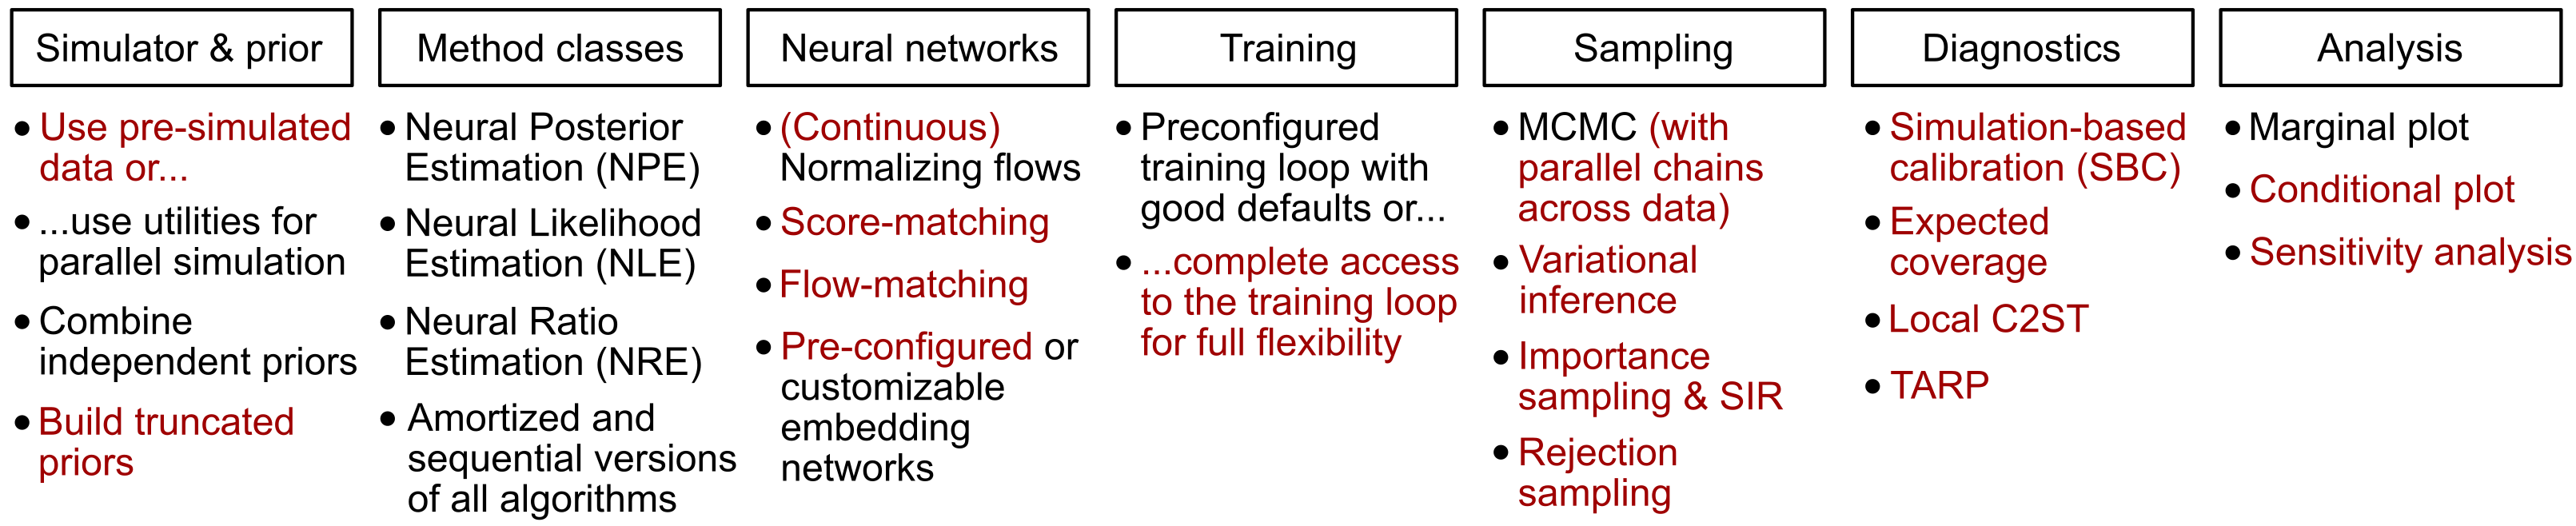 Simulator & prior
• Use pre-simulated
data or...
• ...use utilities for
parallel simulation
• Combine
independent priors
• Build truncated
priors
Method classes
• Neural Posterior
Estimation (NPE)
• Neural Likelihood
Estimation (NLE)
• Neural Ratio
Estimation (NRE)
• Amortized and
sequential versions
of all algorithms
Neural networks
• (Continuous)
Normalizing flows
• Score-matching
• Flow-matching
• Pre-configured or
customizable
embedding
networks
Training
• Preconfigured
training loop with
good defaults or...
• ...complete access
to the training loop
for full flexibility
Sampling
• MCMC (with
parallel chains
across data)
• Variational
inference
• Importance
sampling & SIR
• Rejection
sampling
Diagnostics
• Simulation-based
calibration (SBC)
• Expected
coverage
• Local C2ST
• TARP
Analysis
• Marginal plot
• Conditional plot
• Sensitivity analysis